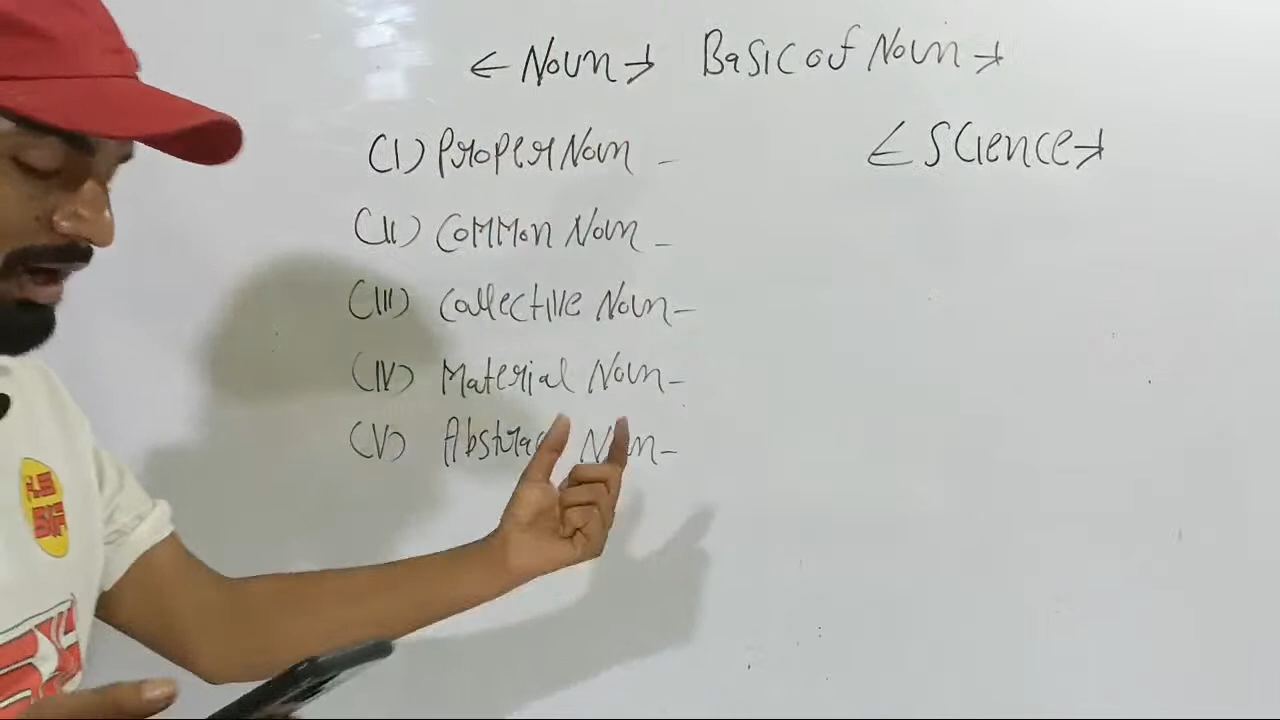 ← Noun → Basic of Noun →
(I) Proper Noun -
← Science →
(II) Common Noun -
(III) Collective Noun -
(IV) Material Noun -
(V) Abstract Noun -